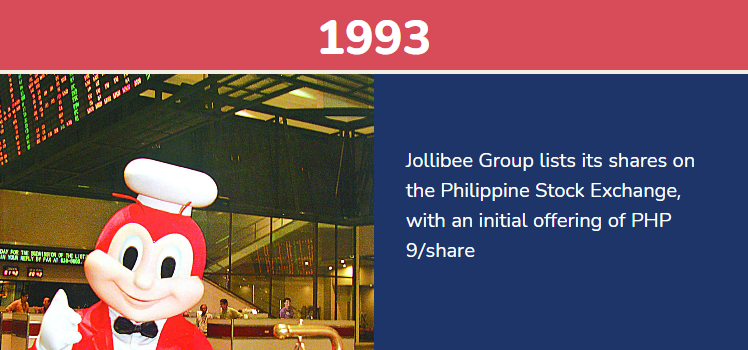 1993
Jollibee Group lists its shares on
the Philippine Stock Exchange,
with an initial offering of PHP
9/share